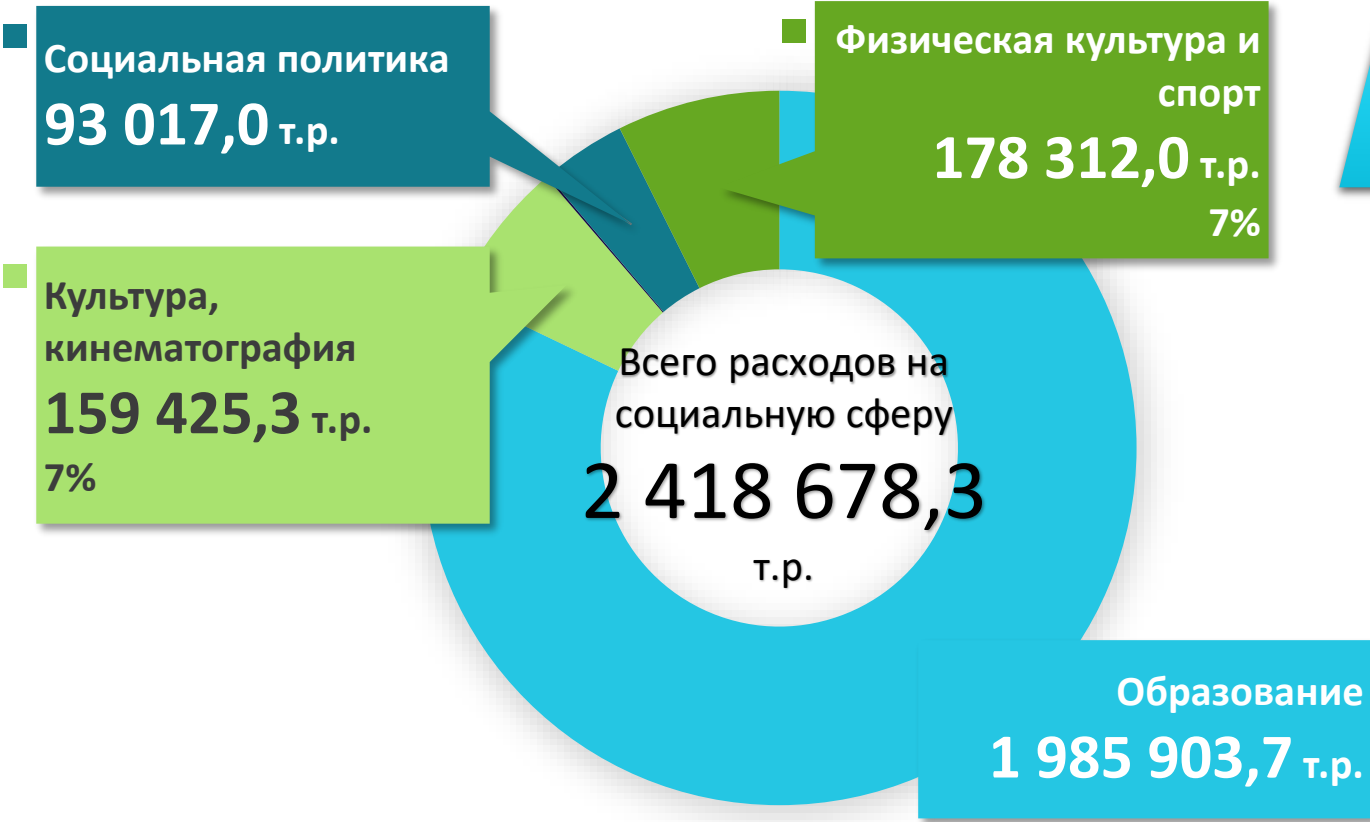 Социальная политика
93 017,0 т.р.
Физическая культура и
спорт
178 312,0 т.р.
7%
Культура,
кинематография
159 425,3 т.р.
7%
Всего расходов на
социальную сферу
2 418 678,3
т.р.
Образование
1 985 903,7 т.р.